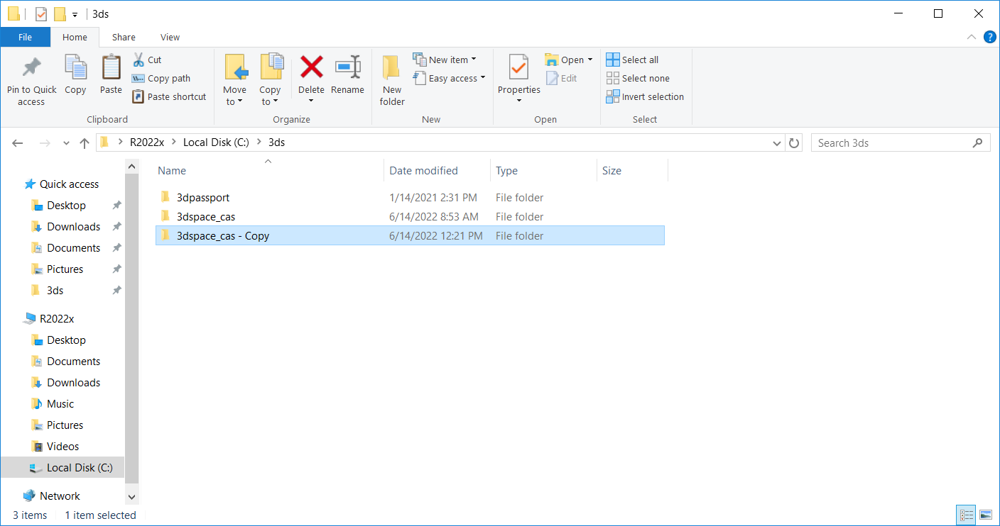 3ds
File Home Share View
Pin to Quick access
Copy
Paste
Cut
Copy path
Paste shortcut
Clipboard
Move to
Copy to
Delete
Rename
Organize
New folder
New item
Easy access
New
Properties
Open
Edit
Open
Select all
Select none
Invert selection
Select
R2022x Local Disk (C:) 3ds
Search 3ds
Quick access
Desktop
Downloads
Documents
Pictures
3ds
R2022x
Desktop
Documents
Downloads
Music
Pictures
Videos
Local Disk (C:)
Network
Name Date modified Type Size
3dpassport 1/14/2021 2:31 PM File folder
3dspace_cas 6/14/2022 8:53 AM File folder
3dspace_cas - Copy 6/14/2022 12:21 PM File folder
3 items 1 item selected